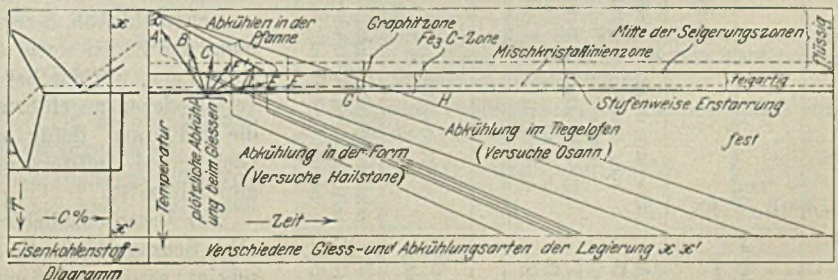 x
x
Abkühlen in der
Pfanne
Graphitzone
Fe₃C-Zone
Mitte der Seigerungszonen
flüssig
Mischkristallinienzone
teigartig
A
B
C
E
F
G
H
Stufenweise Erstarrung
fest
Temperatur
plötzliche Abkühl-
ung beim Giessen
Abkühlung in der Form
(Versuche Hailstone)
Abkühlung im Tiegelofen
(Versuche Osann)
T
C%
x'
Zeit
Eisenkohlenstoff-
Diagramm
Verschiedene Giess- und Abkühlungsarten der Legierung x x'